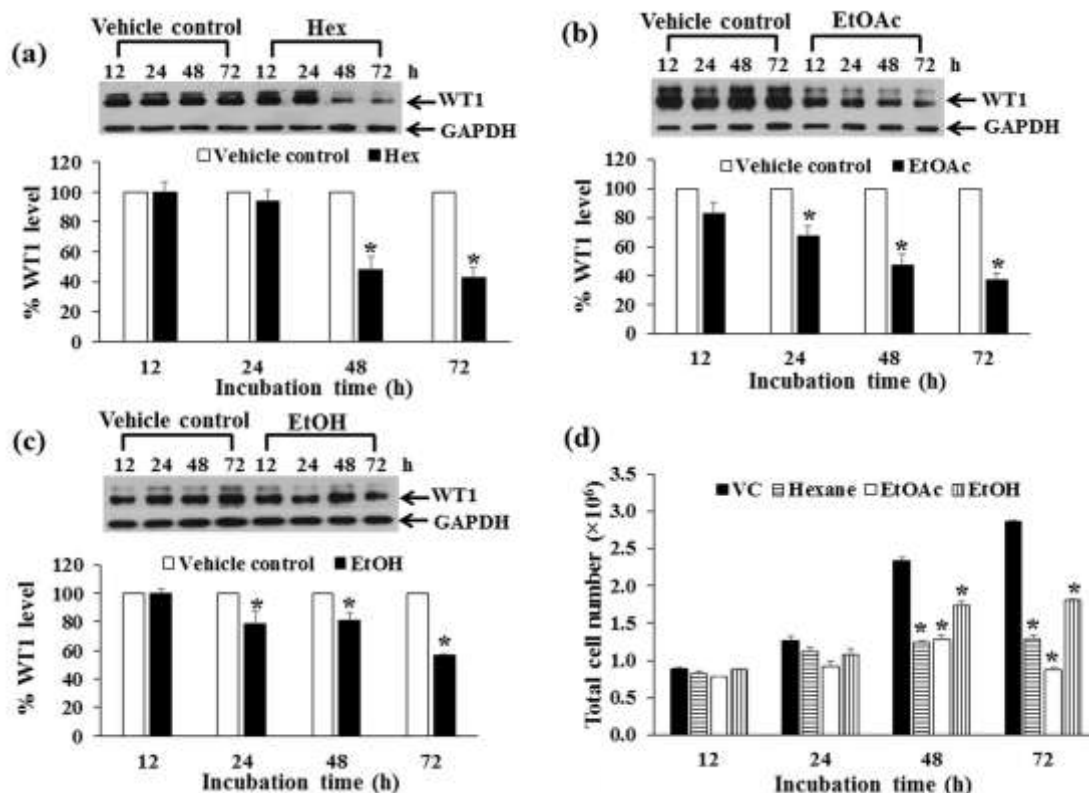 (a)
Vehicle control Hex
12 24 48 72 12 24 48 72 h
WT1
GAPDH
Vehicle control Hex
% WT1 level
120
100
80
60
40
20
0
* *
12 24 48 72
Incubation time (h)
(b)
Vehicle control EtOAc
12 24 48 72 12 24 48 72 h
WT1
GAPDH
Vehicle control EtOAc
% WT1 level
120
100
80
60
40
20
0
* * *
12 24 48 72
Incubation time (h)
(c)
Vehicle control EtOH
12 24 48 72 12 24 48 72 h
WT1
GAPDH
Vehicle control EtOH
% WT1 level
120
100
80
60
40
20
0
* * *
12 24 48 72
Incubation time (h)
(d)
VC Hexane EtOAc EtOH
Total cell number (×10⁶)
3.5
3.0
2.5
2.0
1.5
1.0
0.5
0.0
* * * * * *
12 24 48 72
Incubation time (h)